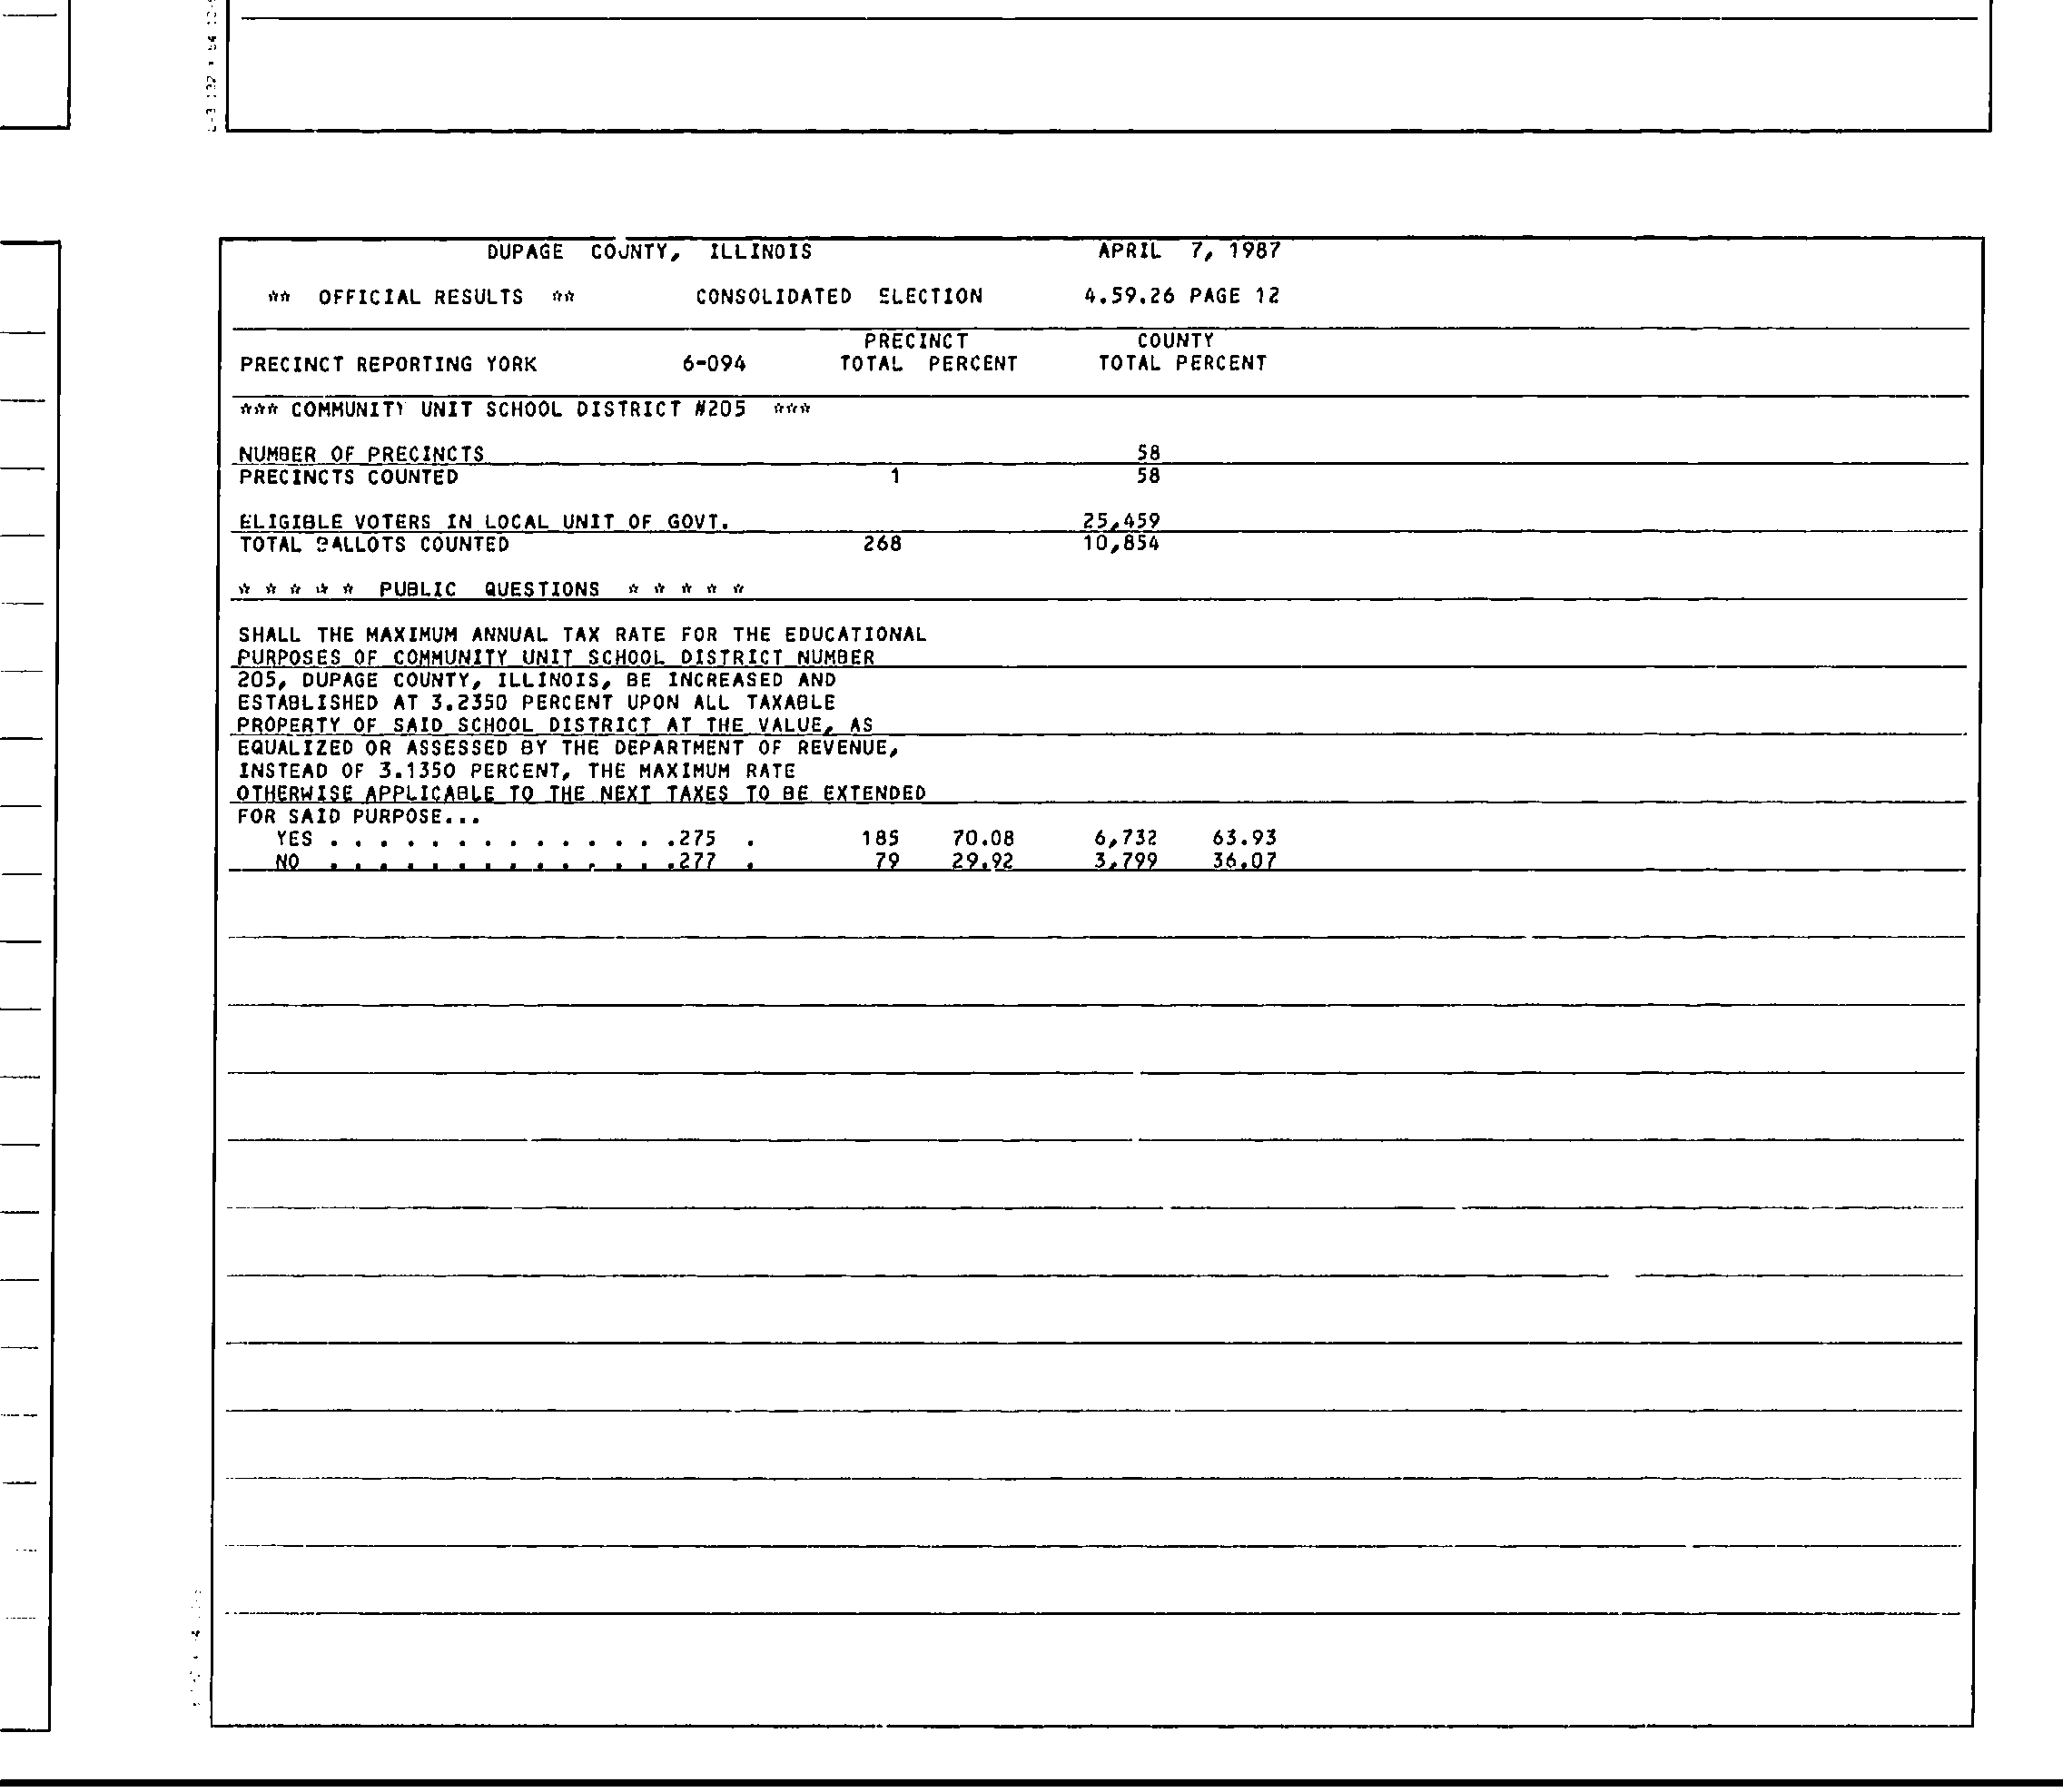 DUPAGE COUNTY, ILLINOIS APRIL 7, 1987
** OFFICIAL RESULTS ** CONSOLIDATED ELECTION 4.59.26 PAGE 12
PRECINCT COUNTY
PRECINCT REPORTING YORK 6-094 TOTAL PERCENT TOTAL PERCENT
*** COMMUNITY UNIT SCHOOL DISTRICT #205 ***
NUMBER OF PRECINCTS 58
PRECINCTS COUNTED 1 58
ELIGIBLE VOTERS IN LOCAL UNIT OF GOVT. 25,459
TOTAL BALLOTS COUNTED 268 10,854
* * * * * PUBLIC QUESTIONS * * * * *
SHALL THE MAXIMUM ANNUAL TAX RATE FOR THE EDUCATIONAL
PURPOSES OF COMMUNITY UNIT SCHOOL DISTRICT NUMBER
205, DUPAGE COUNTY, ILLINOIS, BE INCREASED AND
ESTABLISHED AT 3.2350 PERCENT UPON ALL TAXABLE
PROPERTY OF SAID SCHOOL DISTRICT AT THE VALUE, AS
EQUALIZED OR ASSESSED BY THE DEPARTMENT OF REVENUE,
INSTEAD OF 3.1350 PERCENT, THE MAXIMUM RATE
OTHERWISE APPLICABLE TO THE NEXT TAXES TO BE EXTENDED
FOR SAID PURPOSE...
YES . . . . . . . . . . . . . .275 . 185 70.08 6,732 63.93
NO . . . . . . . . . . . . . .277 . 79 29.92 3,799 36.07